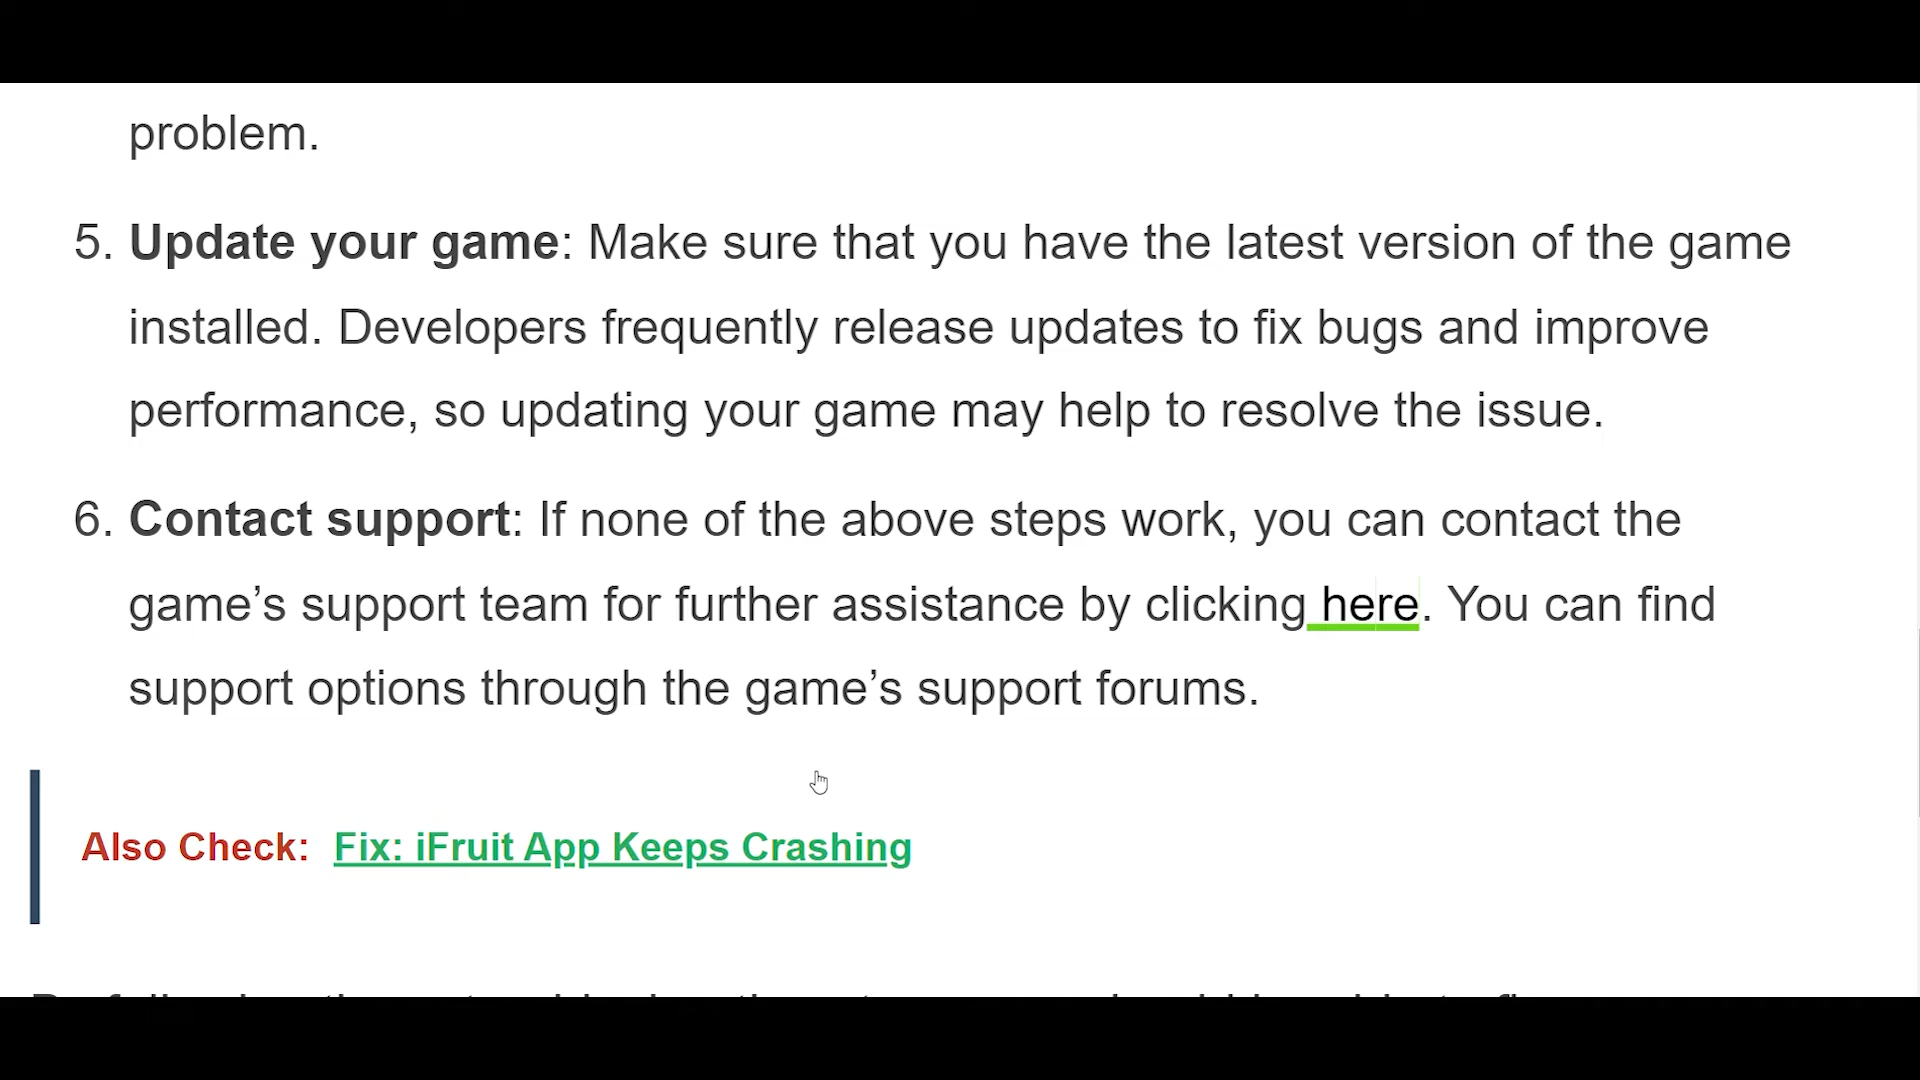 problem.
5. Update your game: Make sure that you have the latest version of the game
installed. Developers frequently release updates to fix bugs and improve
performance, so updating your game may help to resolve the issue.
6. Contact support: If none of the above steps work, you can contact the
game’s support team for further assistance by clicking here. You can find
support options through the game’s support forums.
Also Check: Fix: iFruit App Keeps Crashing